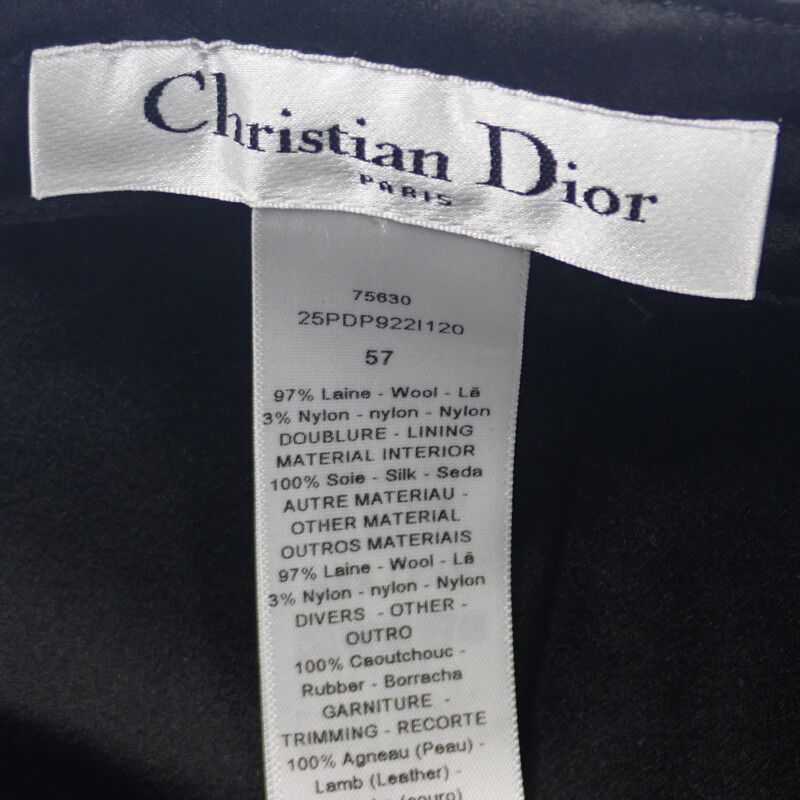 Christian Dior
PARIS
75630
25PDP922I120
57
97% Laine - Wool - Lã
3% Nylon - nylon - Nylon
DOUBLURE - LINING
MATERIAL INTERIOR
100% Soie - Silk - Seda
AUTRE MATERIAU -
OTHER MATERIAL
OUTROS MATERIAIS
97% Laine - Wool - Lã
3% Nylon - nylon - Nylon
DIVERS - OTHER -
OUTRO
100% Caoutchouc -
Rubber - Borracha
GARNITURE -
TRIMMING - RECORTE
100% Agneau (Peau) -
Lamb (Leather) -
(couro)